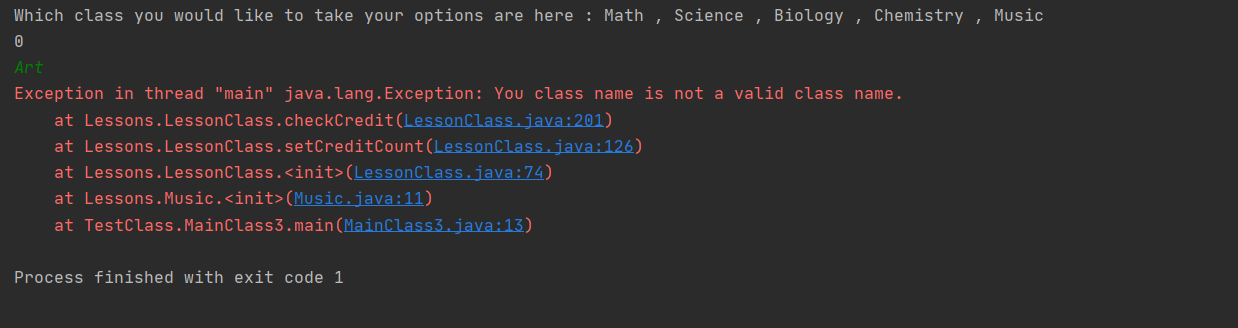 Which class you would like to take your options are here : Math , Science , Biology , Chemistry , Music
0
Art
Exception in thread "main" java.lang.Exception: You class name is not a valid class name.
    at Lessons.LessonClass.checkCredit(LessonClass.java:201)
    at Lessons.LessonClass.setCreditCount(LessonClass.java:126)
    at Lessons.LessonClass.<init>(LessonClass.java:74)
    at Lessons.Music.<init>(Music.java:11)
    at TestClass.MainClass3.main(MainClass3.java:13)
Process finished with exit code 1